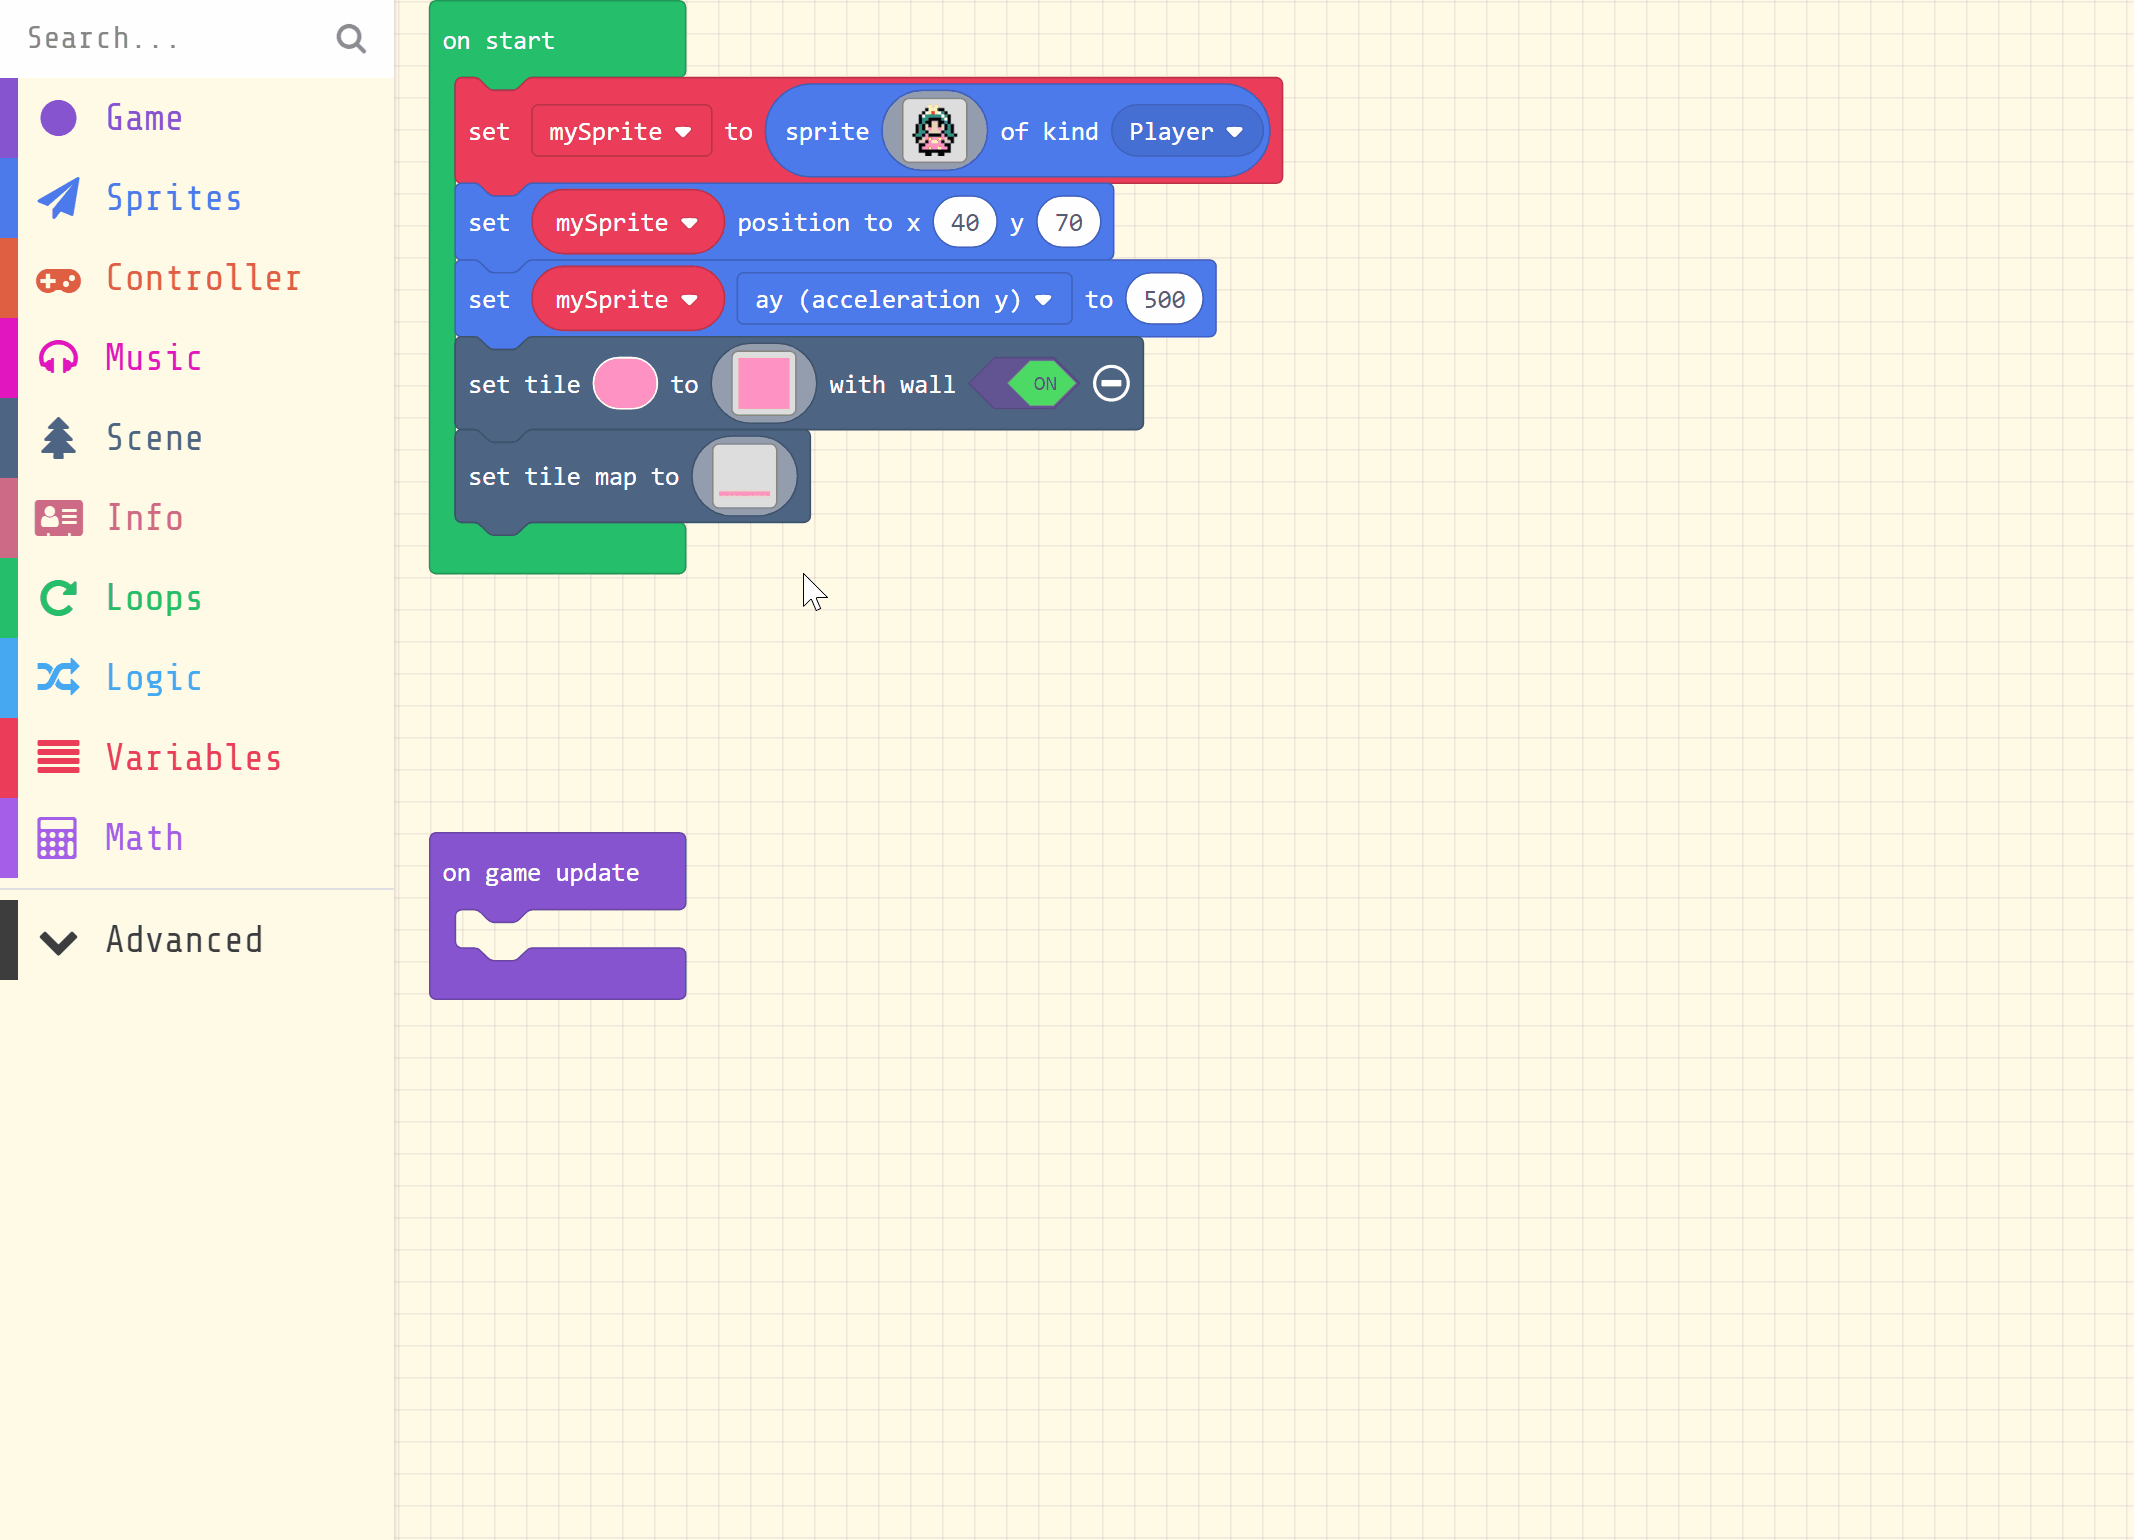 Search...
Game
Sprites
Controller
Music
Scene
Info
Loops
Logic
Variables
Math
Advanced
on start
set mySprite to sprite of kind Player
set mySprite position to x 40 y 70
set mySprite ay (acceleration y) to 500
set tile to with wall ON
set tile map to
on game update